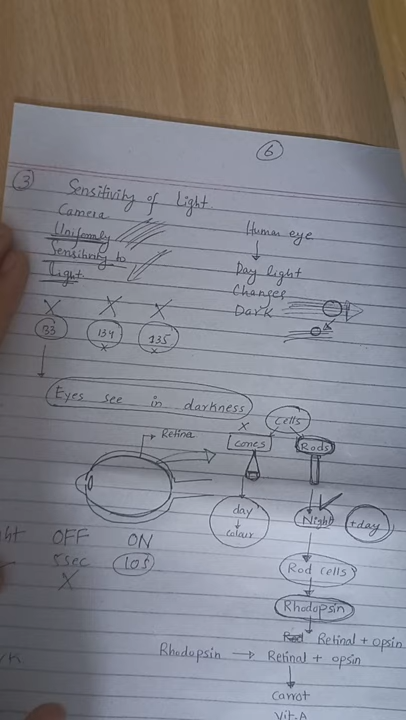 6
3 Sensitivity of Light
Camera
Uniformly
Sensitivity to
Light.
Human eye
Day light
Changes
Dark
33 134 135
Eyes see in darkness
Cells
Retina
Cones
Rods
day
colour
Night
+day
OFF ON
5sec 10s
Rod cells
Rhodopsin
Retinal + opsin
Rhodopsin → Retinal + opsin
Carrot
Vit-A